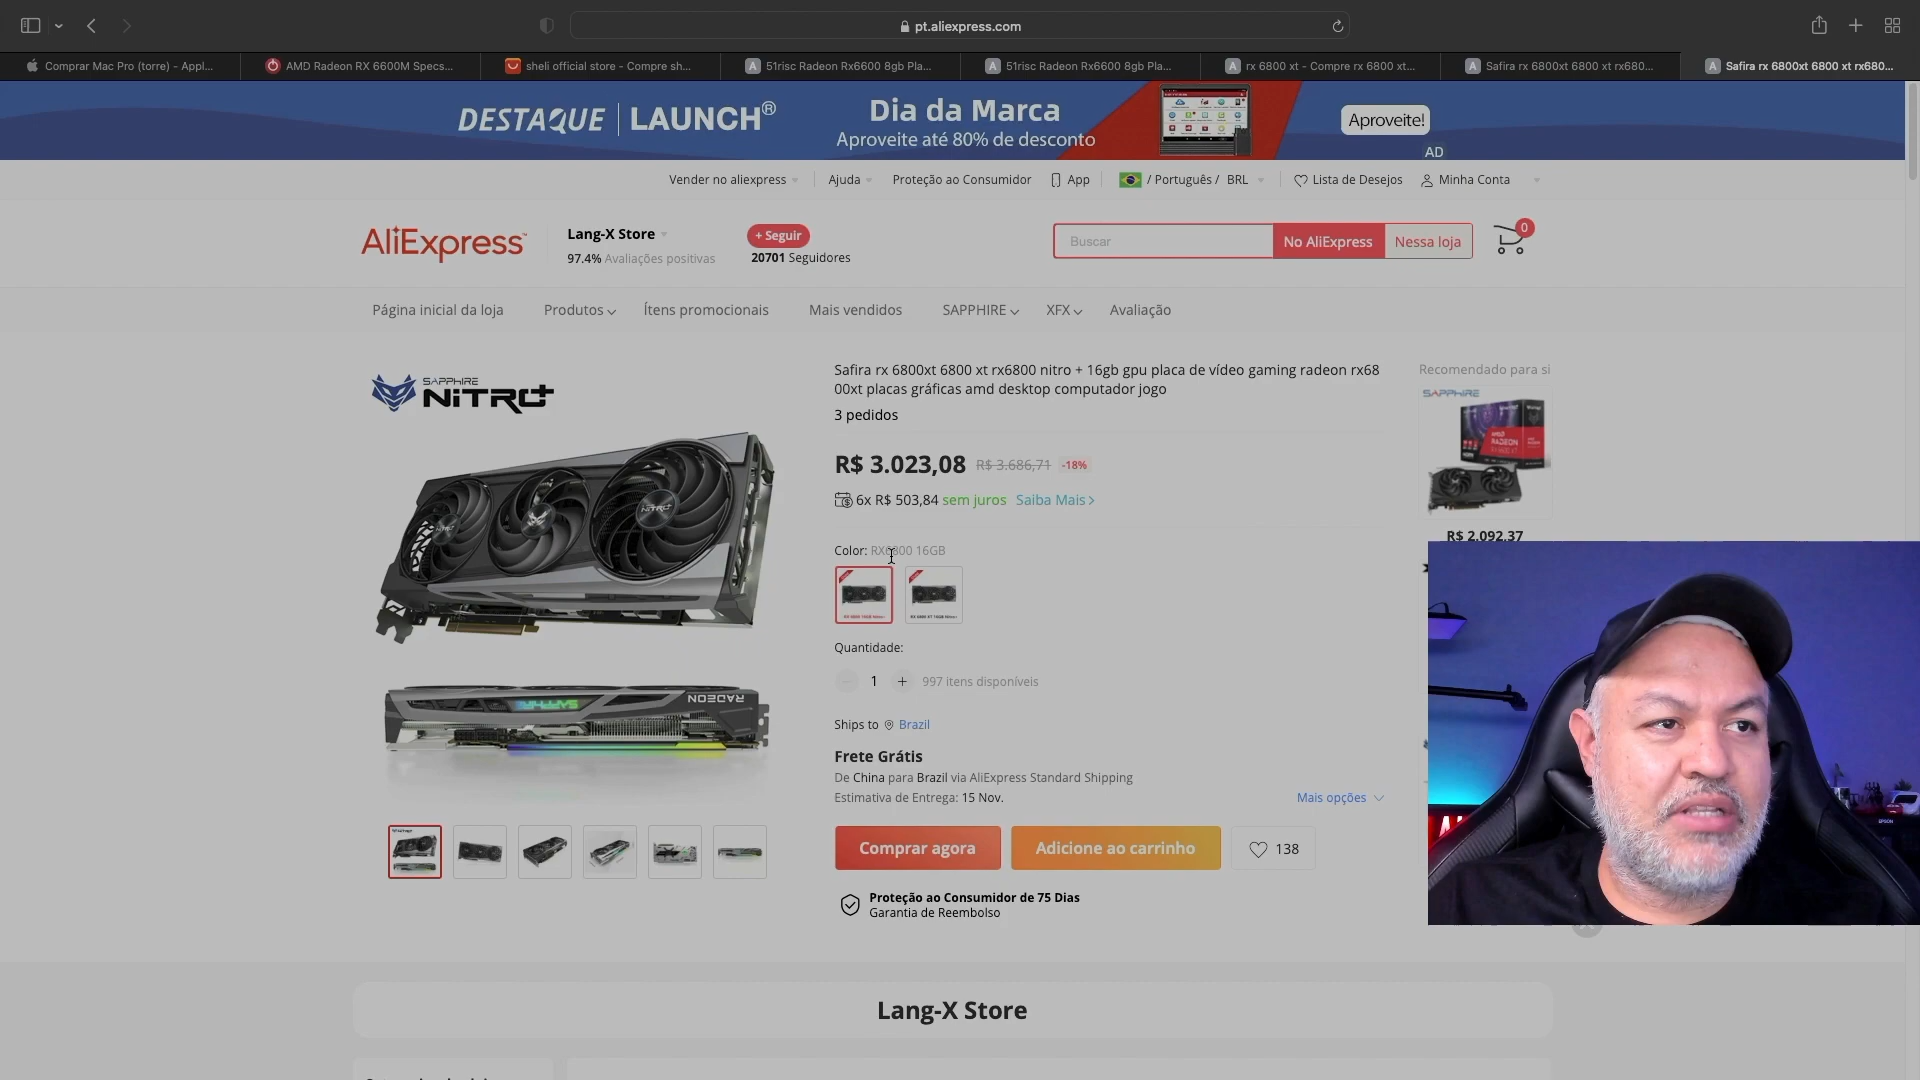 pt.aliexpress.com
Comprar Mac Pro (torre) - Appl...
AMD Radeon RX 6600M Specs...
sheli official store - Compre sh...
51risc Radeon Rx6600 8gb Pla...
51risc Radeon Rx6600 8gb Pla...
rx 6800 xt - Compre rx 6800 xt...
Safira rx 6800xt 6800 xt rx680...
Safira rx 6800xt 6800 xt rx680...
DESTAQUE | LAUNCH®
Dia da Marca
Aproveite até 80% de desconto
Aproveite!
AD
Vender no aliexpress
Ajuda
Proteção ao Consumidor
App
/ Português / BRL
Lista de Desejos
Minha Conta
AliExpress™
Lang-X Store
97.4% Avaliações positivas
+ Seguir
20701 Seguidores
Buscar
No AliExpress
Nessa loja
0
Página inicial da loja
Produtos
Ítens promocionais
Mais vendidos
SAPPHIRE
XFX
Avaliação
SAPPHIRE
NiTRO+
Safira rx 6800xt 6800 xt rx6800 nitro + 16gb gpu placa de vídeo gaming radeon rx68
00xt placas gráficas amd desktop computador jogo
3 pedidos
R$ 3.023,08 R$ 3.686,71 -18%
6x R$ 503,84 sem juros Saiba Mais
Color: RX6800 16GB
Quantidade:
1
997 itens disponíveis
Ships to Brazil
Frete Grátis
De China para Brazil via AliExpress Standard Shipping
Estimativa de Entrega: 15 Nov.
Mais opções
Comprar agora
Adicione ao carrinho
138
Proteção ao Consumidor de 75 Dias
Garantia de Reembolso
Recomendado para si
SAPPHIRE
RADEON
R$ 2.092,37
RADEON
SAPPHIRE
EPSON
Lang-X Store